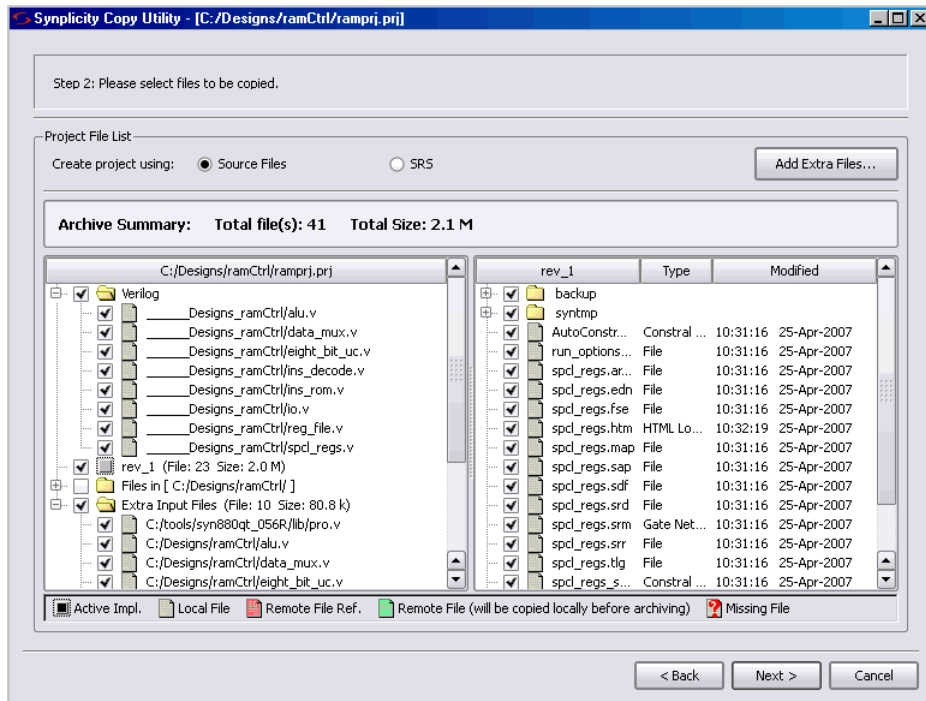 Synplicity Copy Utility - [C:/Designs/ramCtrl/ramprj.prj]
Step 2: Please select files to be copied.
Project File List
Create project using: Source Files SRS Add Extra Files...
Archive Summary: Total file(s): 41 Total Size: 2.1 M
C:/Designs/ramCtrl/ramprj.prj
Verilog
______Designs_ramCtrl/alu.v
______Designs_ramCtrl/data_mux.v
______Designs_ramCtrl/eight_bit_uc.v
______Designs_ramCtrl/ins_decode.v
______Designs_ramCtrl/ins_rom.v
______Designs_ramCtrl/io.v
______Designs_ramCtrl/reg_file.v
______Designs_ramCtrl/spcl_regs.v
rev_1 (File: 23 Size: 2.0 M)
Files in [ C:/Designs/ramCtrl/ ]
Extra Input Files (File: 10 Size: 80.8 k)
C:/tools/syn880qt_056R/lib/pro.v
C:/Designs/ramCtrl/alu.v
C:/Designs/ramCtrl/data_mux.v
C:/Designs/ramCtrl/eight_bit_uc.v
rev_1 Type Modified
backup
syntmp
AutoConstr... Constral ... 10:31:16 25-Apr-2007
run_options... File 10:31:16 25-Apr-2007
spcl_regs.ar... File 10:31:16 25-Apr-2007
spcl_regs.edn File 10:31:16 25-Apr-2007
spcl_regs.fse File 10:31:16 25-Apr-2007
spcl_regs.htm HTML Lo... 10:32:19 25-Apr-2007
spcl_regs.map File 10:31:16 25-Apr-2007
spcl_regs.sap File 10:31:16 25-Apr-2007
spcl_regs.sdf File 10:31:16 25-Apr-2007
spcl_regs.srd File 10:31:16 25-Apr-2007
spcl_regs.srm Gate Net... 10:31:16 25-Apr-2007
spcl_regs.srr File 10:31:16 25-Apr-2007
spcl_regs.tlg File 10:31:16 25-Apr-2007
spcl_regs_s... Constral ... 10:31:16 25-Apr-2007
Active Impl. Local File Remote File Ref. Remote File (will be copied locally before archiving) Missing File
< Back Next > Cancel